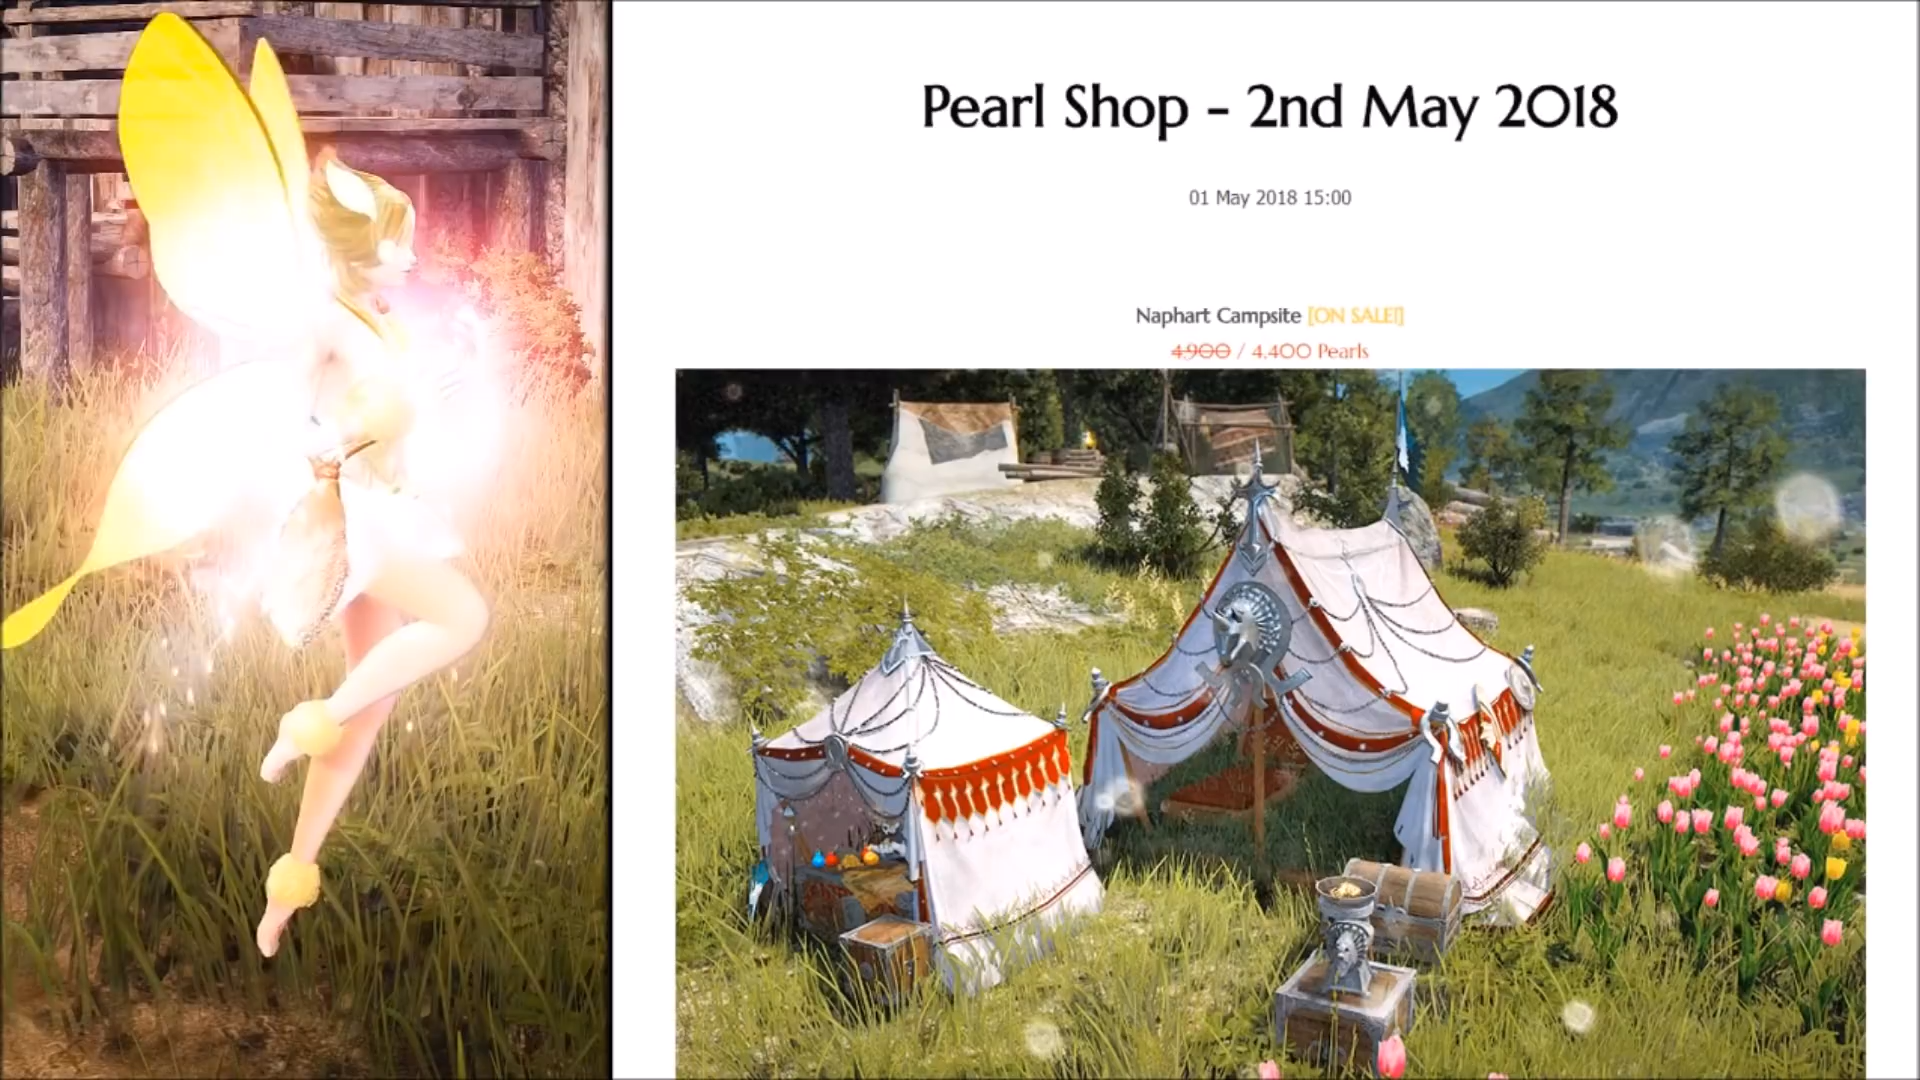 Pearl Shop - 2nd May 2018
01 May 2018 15:00
Naphart Campsite [ON SALE!]
4.900 / 4.400 Pearls